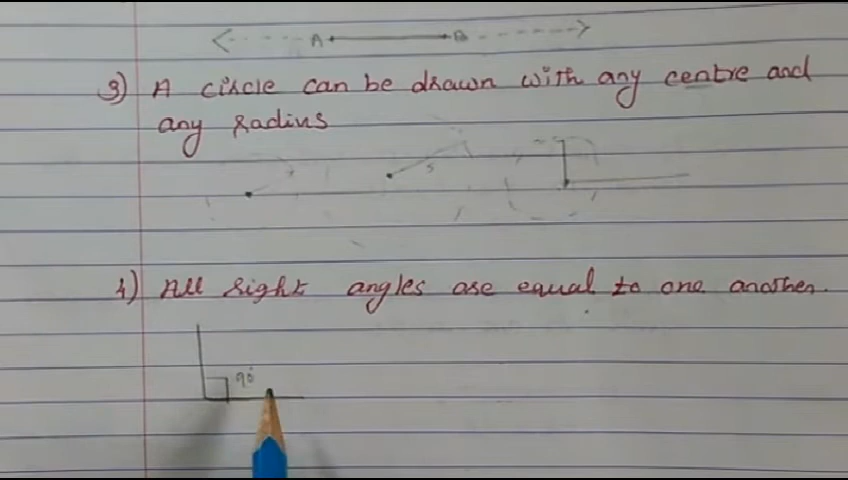 A B
3) A circle can be drawn with any centre and
any radius
5
4) All right angles are equal to one another.
90°